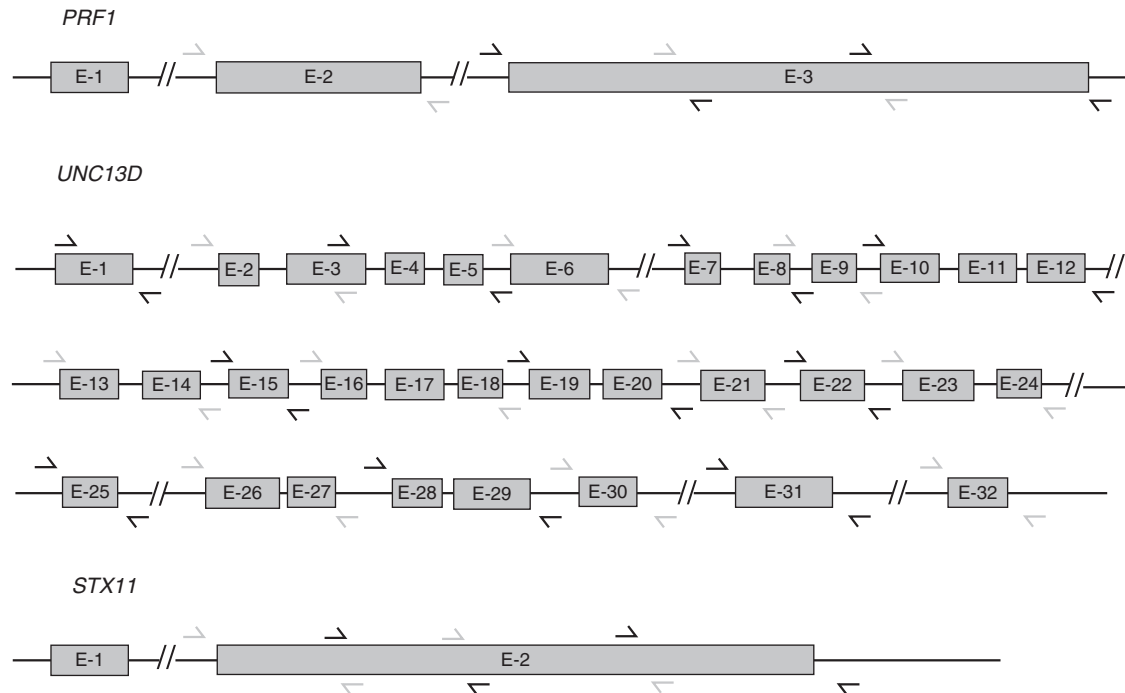 PRF1
E-1 E-2 E-3
UNC13D
E-1 E-2 E-3 E-4 E-5 E-6 E-7 E-8 E-9 E-10 E-11 E-12
E-13 E-14 E-15 E-16 E-17 E-18 E-19 E-20 E-21 E-22 E-23 E-24
E-25 E-26 E-27 E-28 E-29 E-30 E-31 E-32
STX11
E-1 E-2